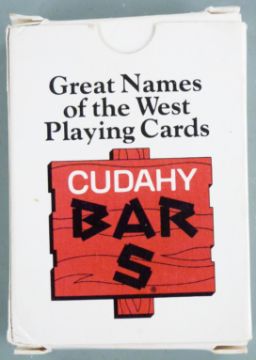 Great Names
of the West
Playing Cards
CUDAHY
BAR
S®